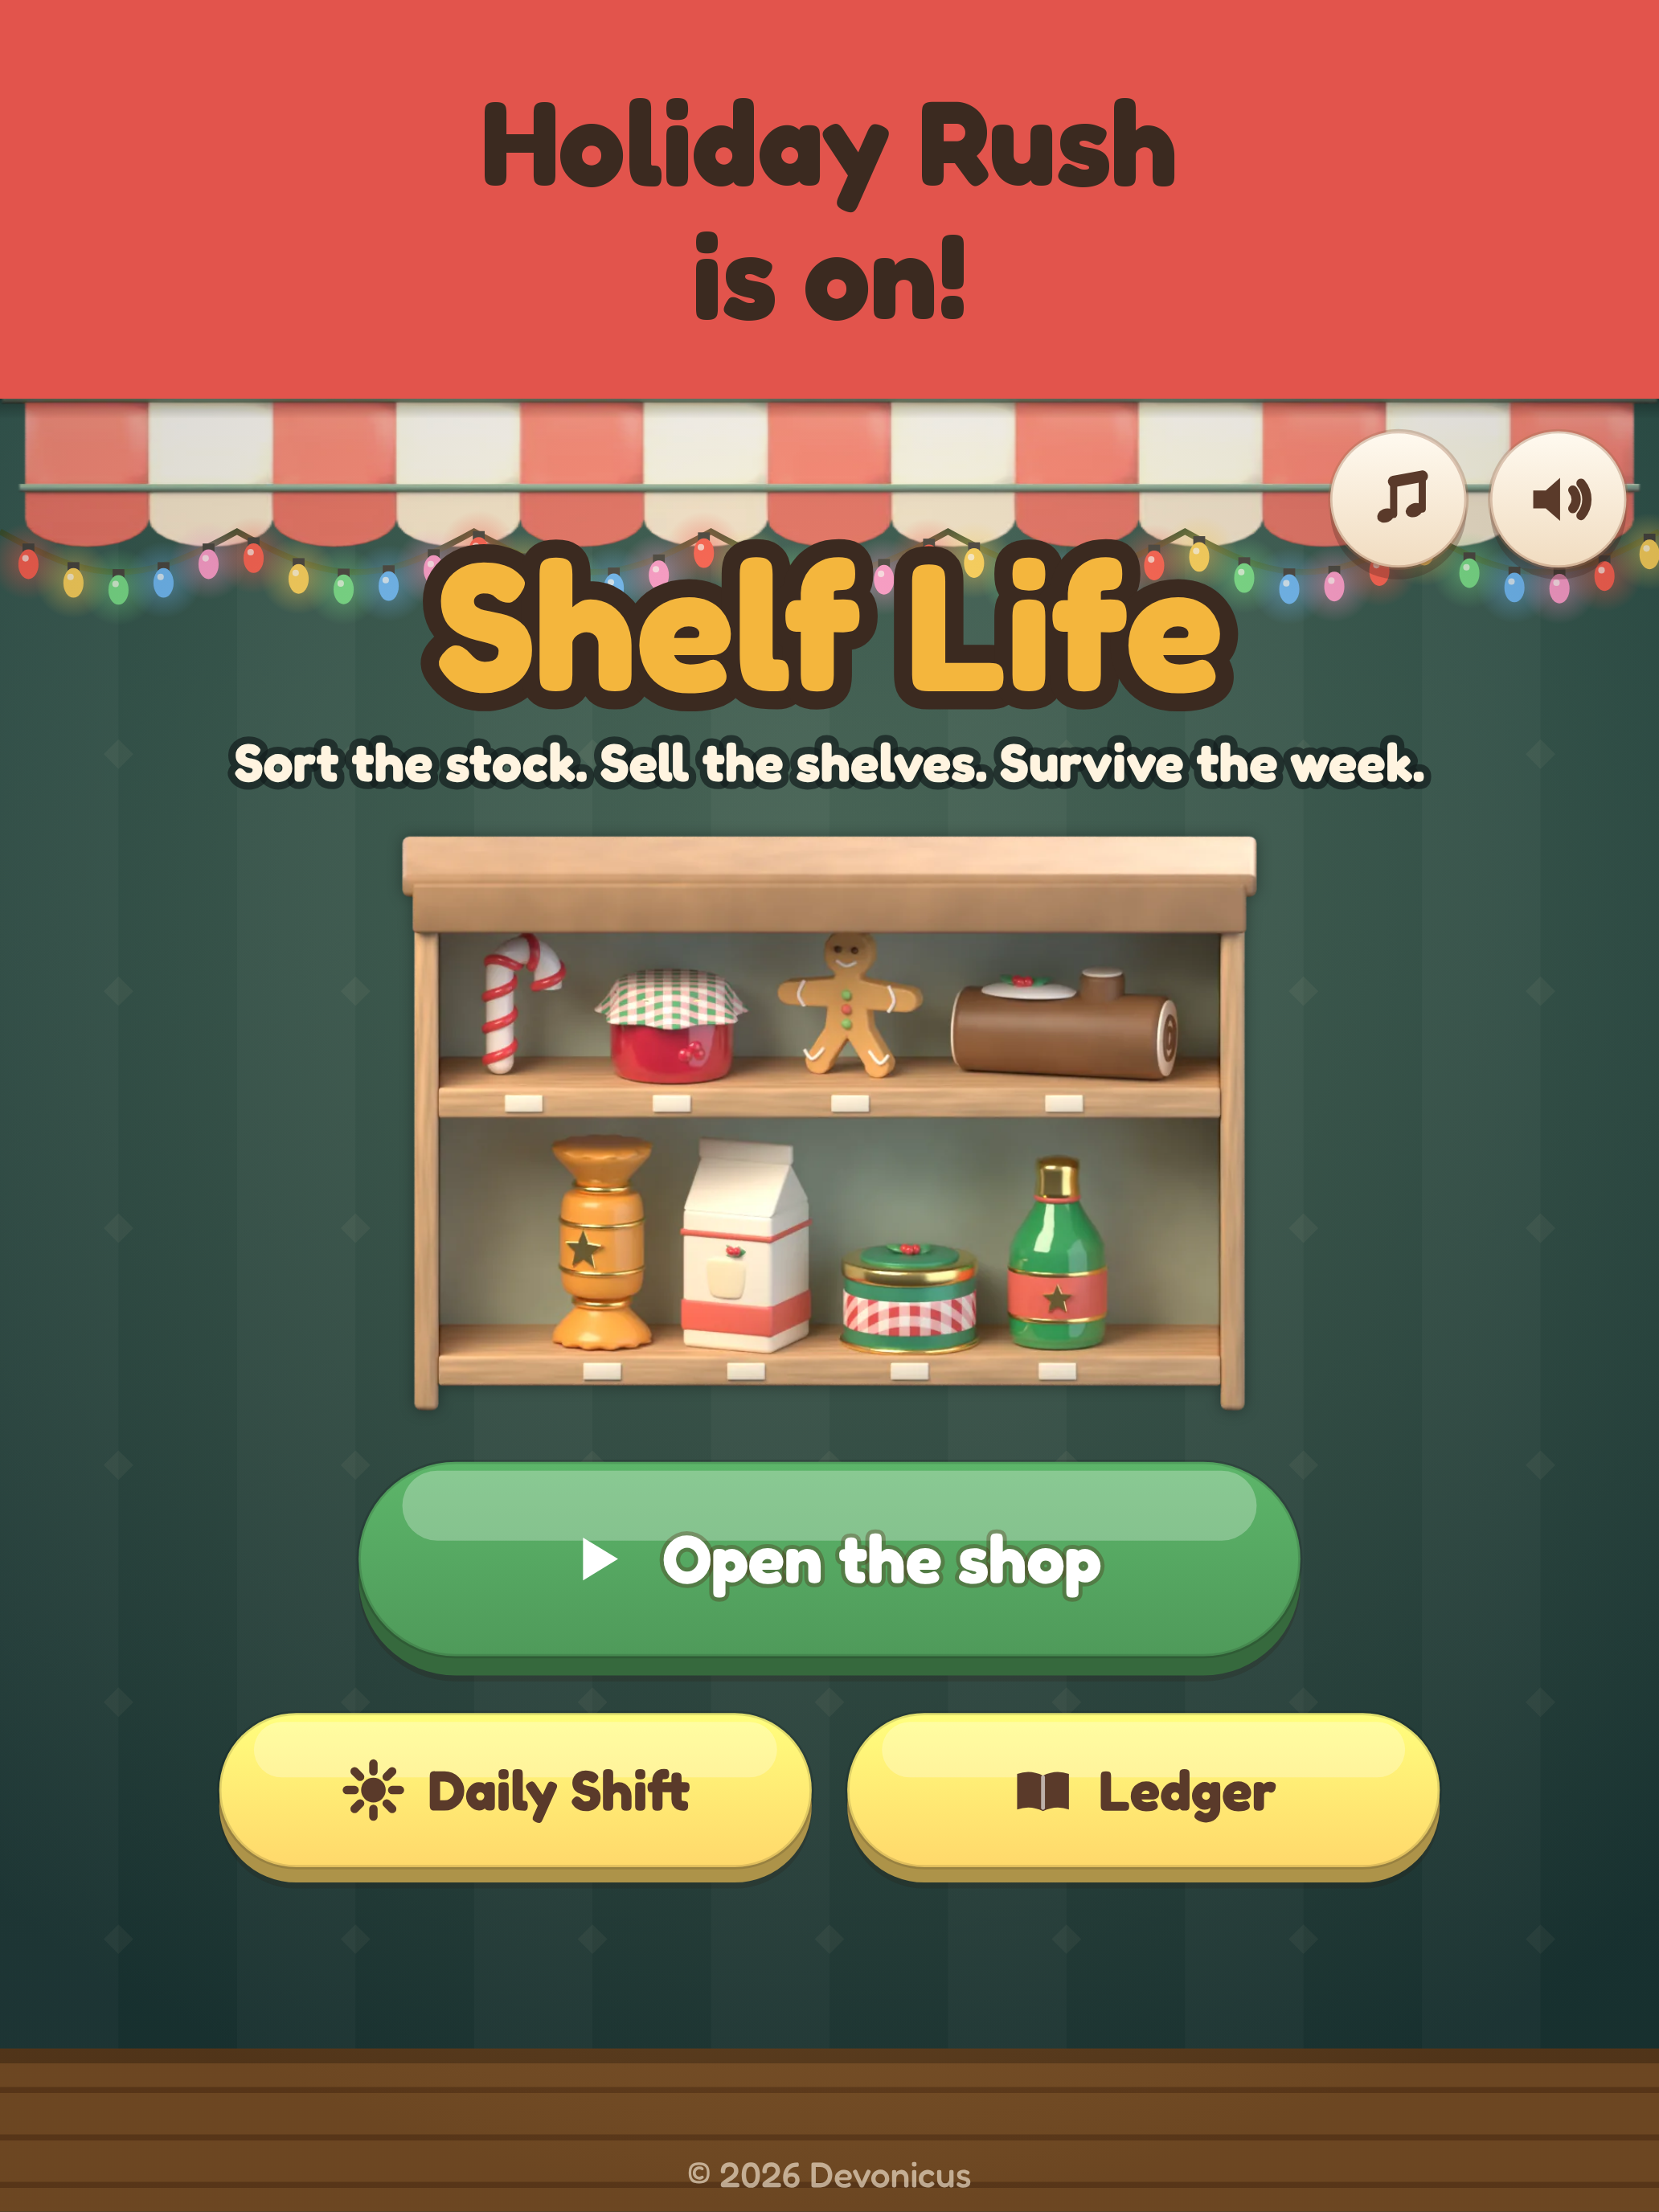 Holiday Rush
is on!
Shelf Life
Sort the stock. Sell the shelves. Survive the week.
Open the shop
Daily Shift
Ledger
© 2026 Devonicus